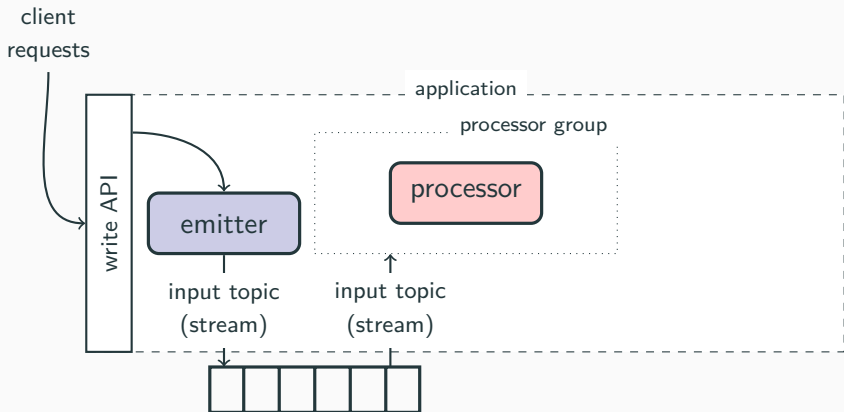 client
requests
application
processor group
processor
write API
emitter
input topic
(stream)
input topic
(stream)